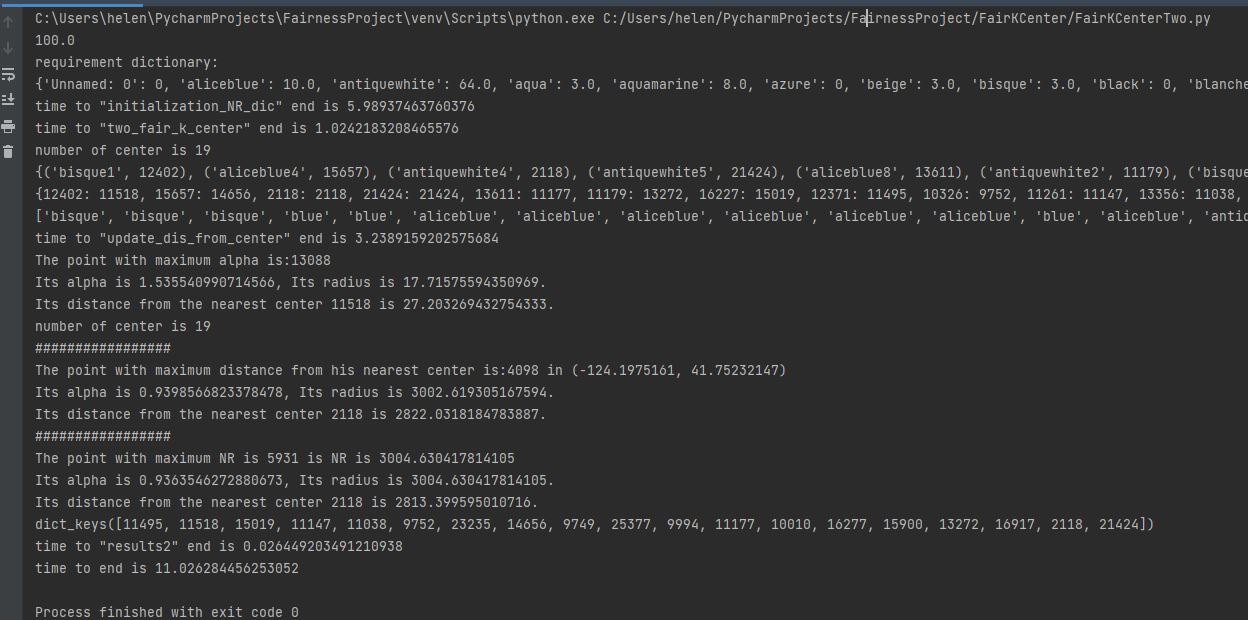 C:\Users\helen\PycharmProjects\FairnessProject\venv\Scripts\python.exe C:/Users/helen/PycharmProjects/FairnessProject/FairKCenter/FairKCenterTwo.py
100.0
requirement dictionary:
{'Unnamed: 0': 0, 'aliceblue': 10.0, 'antiquewhite': 64.0, 'aqua': 3.0, 'aquamarine': 8.0, 'azure': 0, 'beige': 3.0, 'bisque': 3.0, 'black': 0, 'blanche
time to "initialization_NR_dic" end is 5.98937463760376
time to "two_fair_k_center" end is 1.0242183208465576
number of center is 19
{('bisque1', 12402), ('aliceblue4', 15657), ('antiquewhite4', 2118), ('antiquewhite5', 21424), ('aliceblue8', 13611), ('antiquewhite2', 11179), ('bisque
{12402: 11518, 15657: 14656, 2118: 2118, 21424: 21424, 13611: 11177, 11179: 13272, 16227: 15019, 12371: 11495, 10326: 9752, 11261: 11147, 13356: 11038,
['bisque', 'bisque', 'bisque', 'blue', 'blue', 'aliceblue', 'aliceblue', 'aliceblue', 'aliceblue', 'aliceblue', 'aliceblue', 'blue', 'aliceblue', 'antic
time to "update_dis_from_center" end is 3.2389159202575684
The point with maximum alpha is:13088
Its alpha is 1.535540990714566, Its radius is 17.71575594350969.
Its distance from the nearest center 11518 is 27.203269432754333.
number of center is 19
#################
The point with maximum distance from his nearest center is:4098 in (-124.1975161, 41.75232147)
Its alpha is 0.9398566823378478, Its radius is 3002.619305167594.
Its distance from the nearest center 2118 is 2822.0318184783887.
#################
The point with maximum NR is 5931 is NR is 3004.630417814105
Its alpha is 0.9363546272880673, Its radius is 3004.630417814105.
Its distance from the nearest center 2118 is 2813.399595010716.
dict_keys([11495, 11518, 15019, 11147, 11038, 9752, 23235, 14656, 9749, 25377, 9994, 11177, 10010, 16277, 15900, 13272, 16917, 2118, 21424])
time to "results2" end is 0.026449203491210938
time to end is 11.026284456253052
Process finished with exit code 0